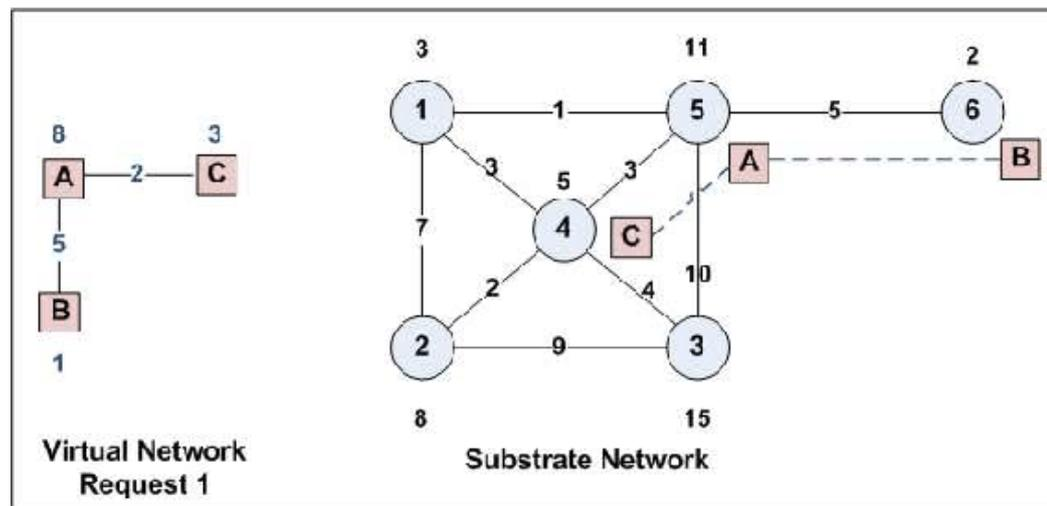 3 11 2
1 1 5 5 6
8 3
A 2 C
3 5 3 A B
4 C
7
5
2 4 10
B
2 9 3
1
8 15
Virtual Network
Request 1
Substrate Network